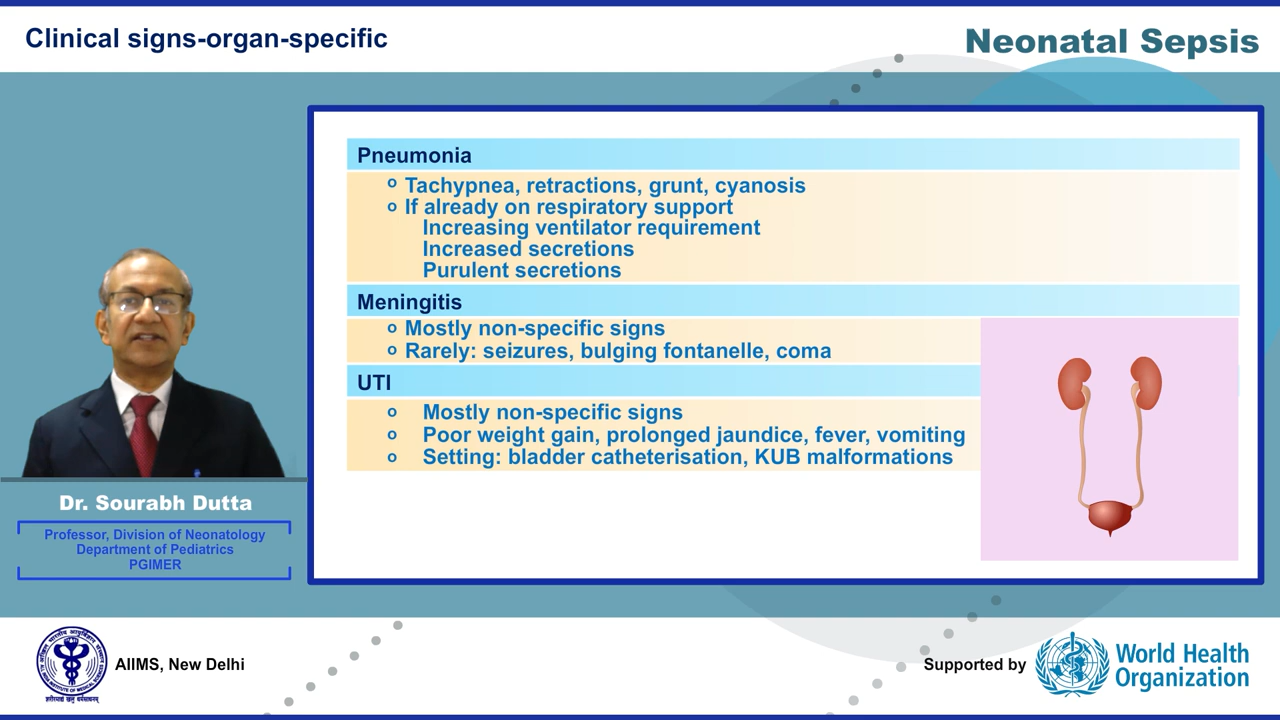 Clinical signs-organ-specific
Neonatal Sepsis
Pneumonia
o Tachypnea, retractions, grunt, cyanosis
o If already on respiratory support
Increasing ventilator requirement
Increased secretions
Purulent secretions
Meningitis
o Mostly non-specific signs
o Rarely: seizures, bulging fontanelle, coma
UTI
o Mostly non-specific signs
o Poor weight gain, prolonged jaundice, fever, vomiting
o Setting: bladder catheterisation, KUB malformations
Dr. Sourabh Dutta
Professor, Division of Neonatology
Department of Pediatrics
PGIMER
AIIMS, New Delhi
Supported by
World Health
Organization